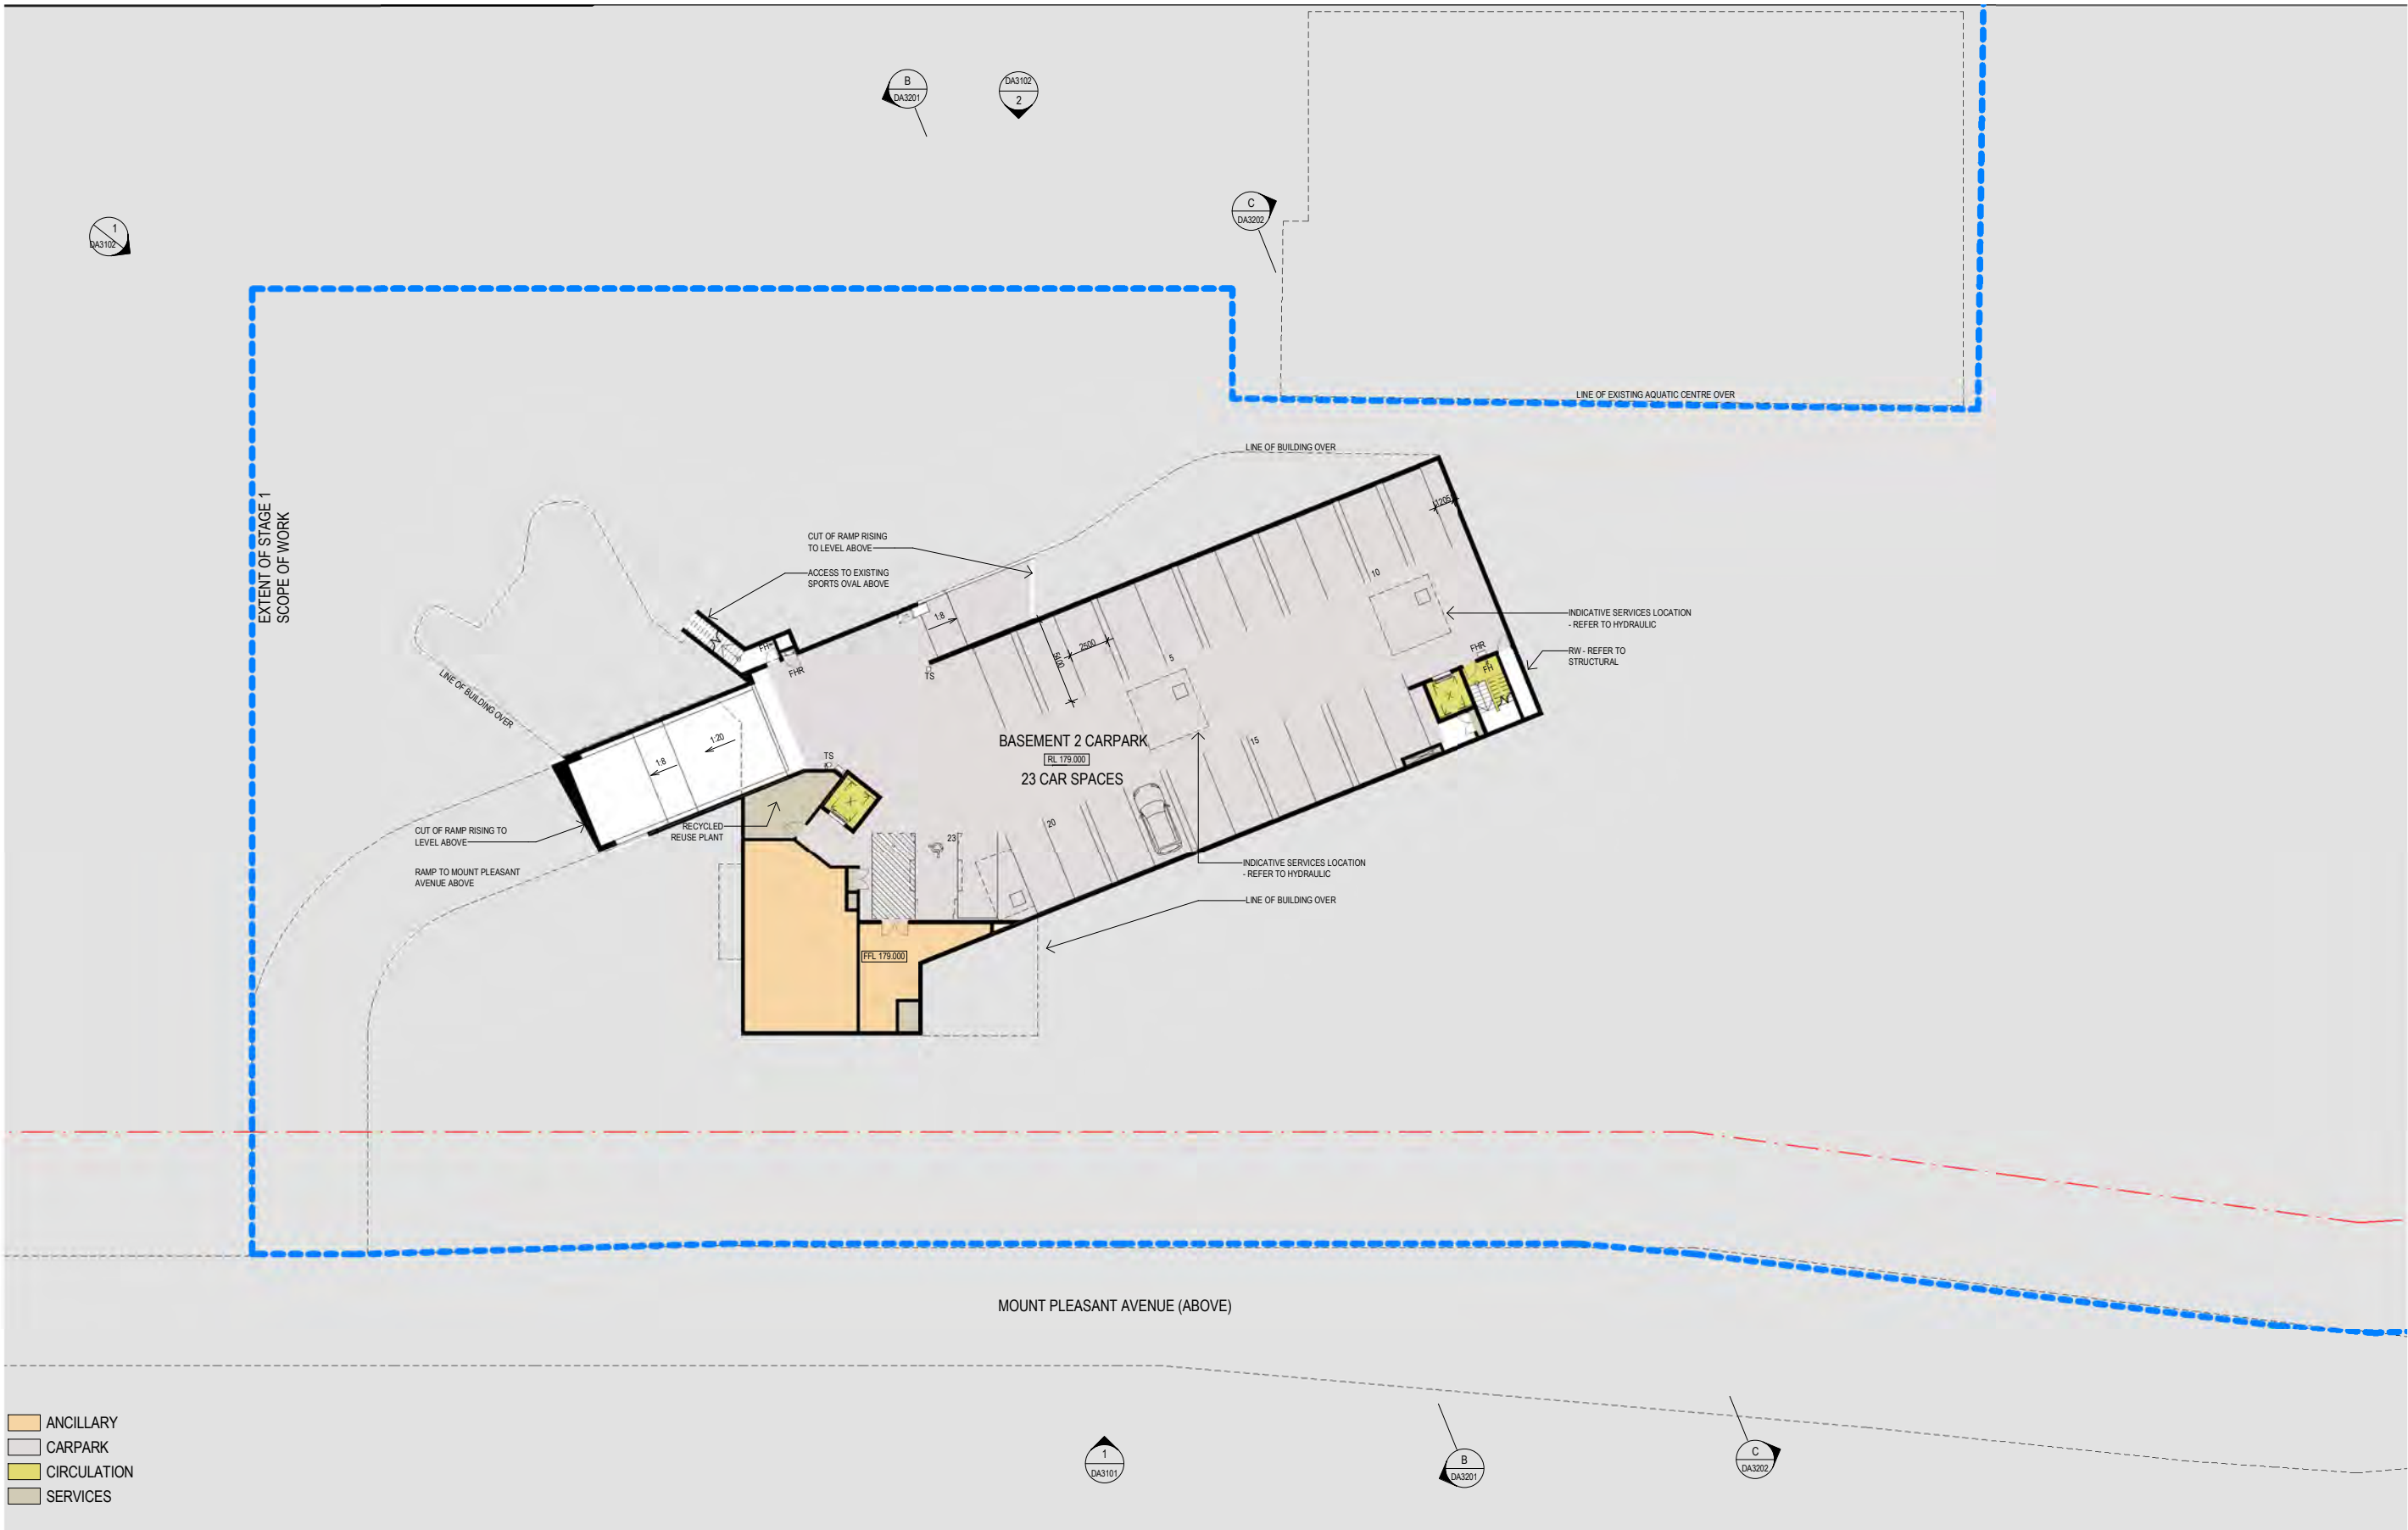 B
DA3201
DA3102
2
1
DA3102
C
DA3202
LINE OF EXISTING AQUATIC CENTRE OVER
LINE OF BUILDING OVER
EXTENT OF STAGE 1
SCOPE OF WORK
1205
CUT OF RAMP RISING
TO LEVEL ABOVE
ACCESS TO EXISTING
SPORTS OVAL ABOVE
10
1:8
INDICATIVE SERVICES LOCATION
- REFER TO HYDRAULIC
2500
5400
5
FH
FHR
TS
FHR
FH
RW - REFER TO
STRUCTURAL
LINE OF BUILDING OVER
1:20
1:8
TS
BASEMENT 2 CARPARK
RL 179.000
23 CAR SPACES
15
20
23
CUT OF RAMP RISING TO
LEVEL ABOVE
RECYCLED
REUSE PLANT
RAMP TO MOUNT PLEASANT
AVENUE ABOVE
INDICATIVE SERVICES LOCATION
- REFER TO HYDRAULIC
LINE OF BUILDING OVER
FFL 179.000
MOUNT PLEASANT AVENUE (ABOVE)
ANCILLARY
CARPARK
CIRCULATION
SERVICES
1
DA3101
B
DA3201
C
DA3202